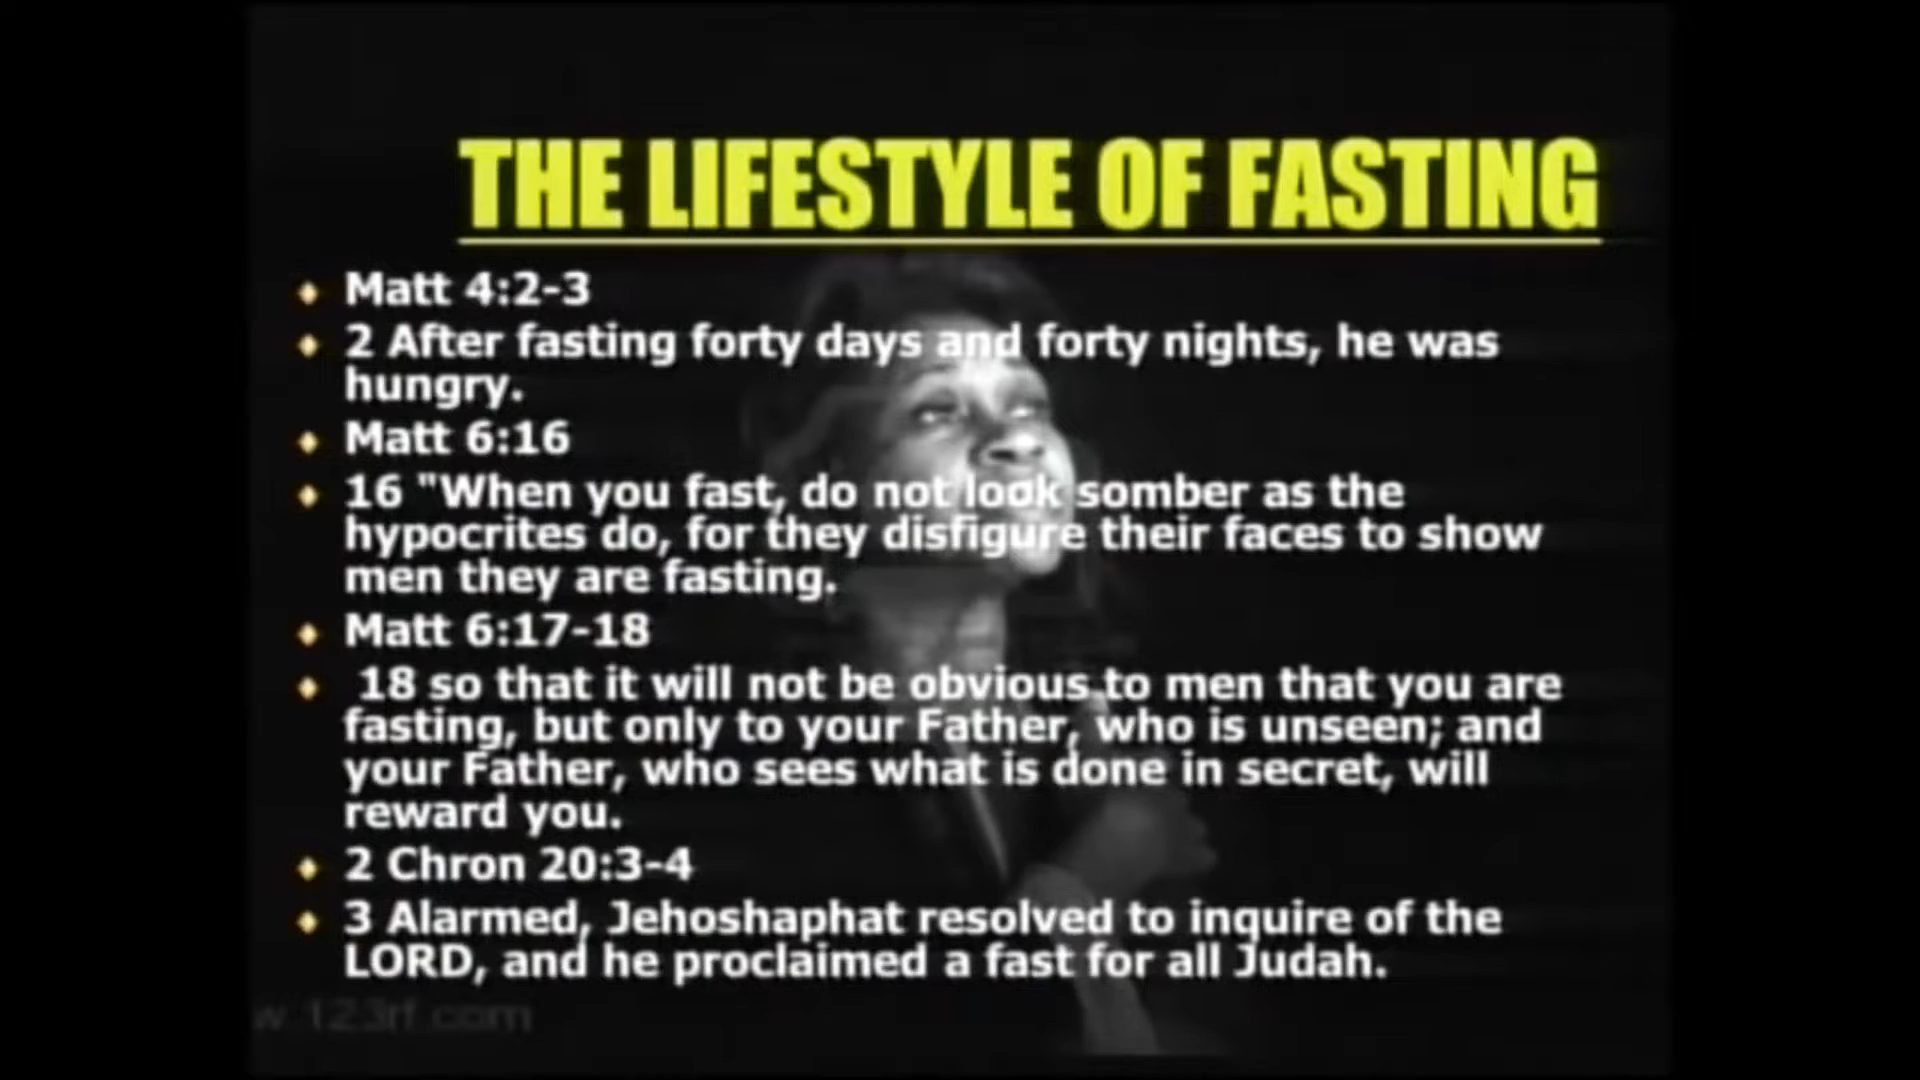 THE LIFESTYLE OF FASTING
Matt 4:2-3
2 After fasting forty days and forty nights, he was
hungry.
Matt 6:16
16 "When you fast, do not look somber as the
hypocrites do, for they disfigure their faces to show
men they are fasting.
Matt 6:17-18
18 so that it will not be obvious to men that you are
fasting, but only to your Father, who is unseen; and
your Father, who sees what is done in secret, will
reward you.
2 Chron 20:3-4
3 Alarmed, Jehoshaphat resolved to inquire of the
LORD, and he proclaimed a fast for all Judah.
w.123rf.com